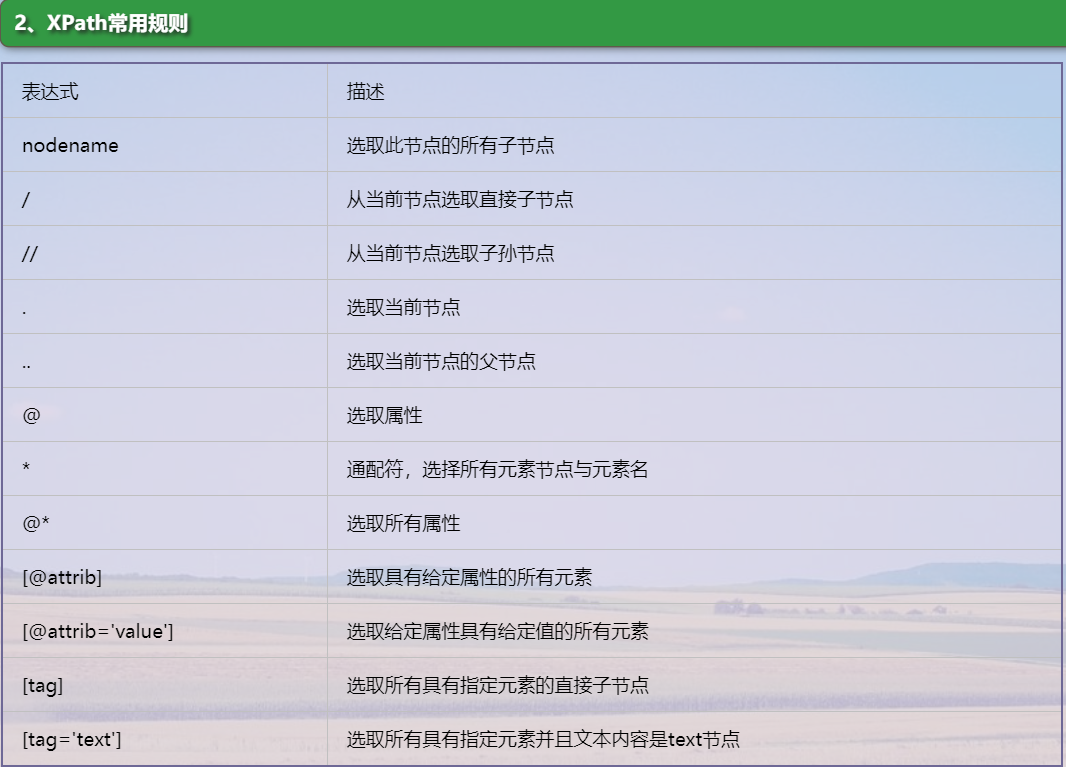 2、XPath常用规则
表达式 描述
nodename 选取此节点的所有子节点
/ 从当前节点选取直接子节点
// 从当前节点选取子孙节点
. 选取当前节点
.. 选取当前节点的父节点
@ 选取属性
* 通配符，选择所有元素节点与元素名
@* 选取所有属性
[@attrib] 选取具有给定属性的所有元素
[@attrib='value'] 选取给定属性具有给定值的所有元素
[tag] 选取所有具有指定元素的直接子节点
[tag='text'] 选取所有具有指定元素并且文本内容是text节点